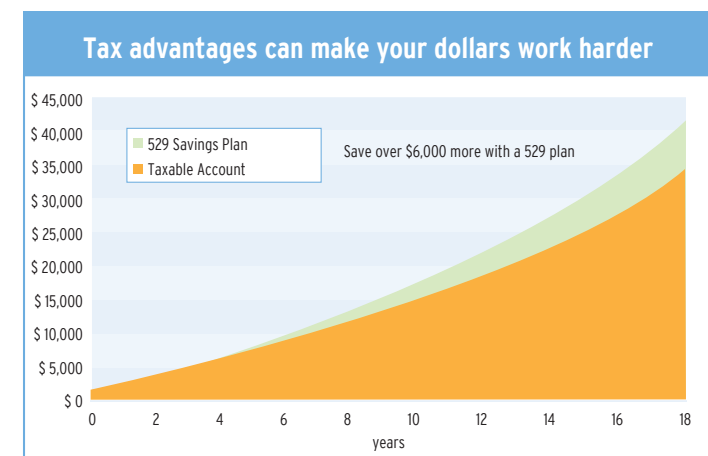 Tax advantages can make your dollars work harder
$ 45,000
$ 40,000
$ 35,000
$ 30,000
$ 25,000
$ 20,000
$ 15,000
$ 10,000
$ 5,000
$ 0
529 Savings Plan
Taxable Account
Save over $6,000 more with a 529 plan
0 2 4 6 8 10 12 14 16 18
years